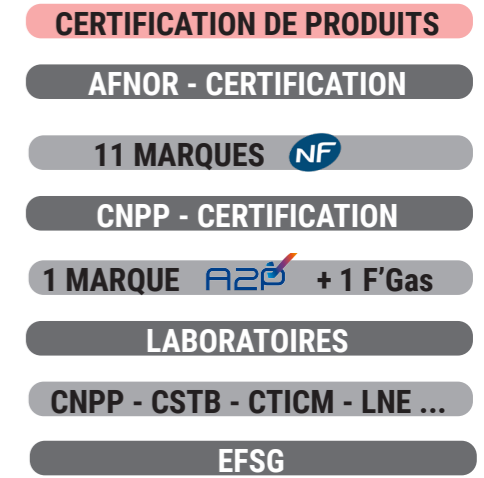 CERTIFICATION DE PRODUITS
AFNOR - CERTIFICATION
11 MARQUES NF
CNPP - CERTIFICATION
1 MARQUE A2P + 1 F’Gas
LABORATOIRES
CNPP - CSTB - CTICM - LNE ...
EFSG